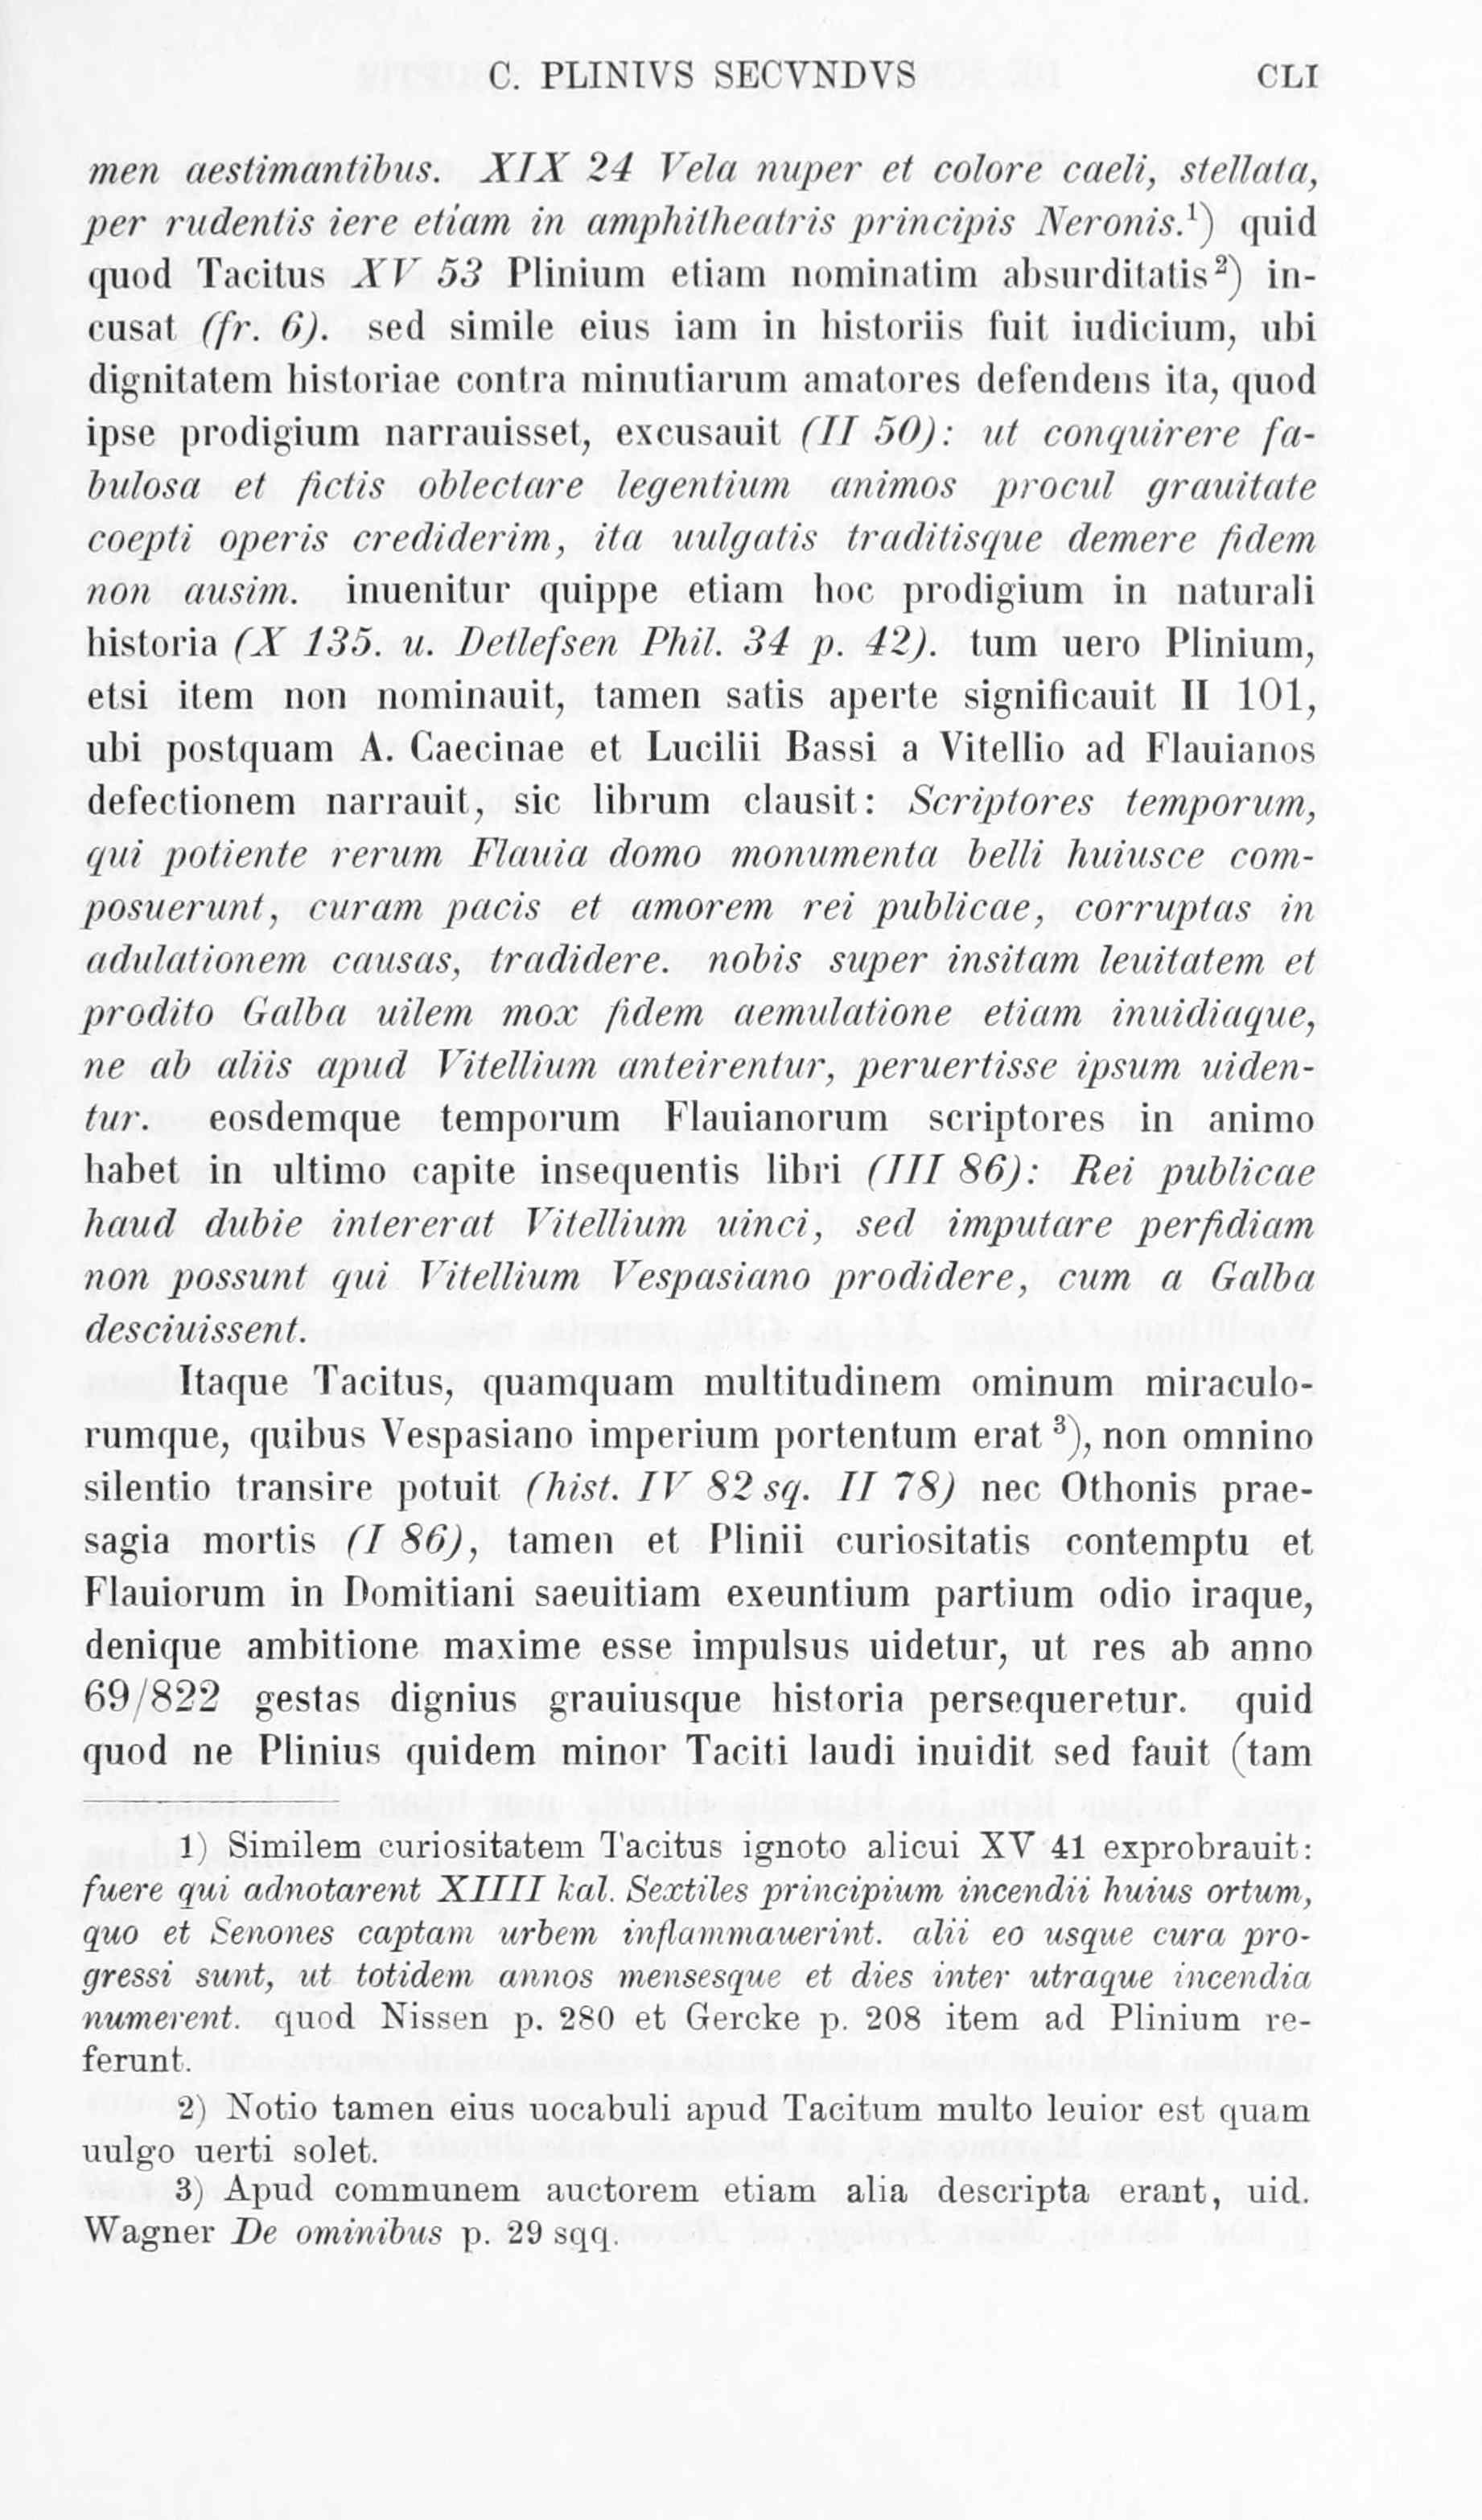 C. PLINIVS SECVNDVS CLI
men aestimantibus. XIX 24 Vela nuper et colore caeli, stellata,
per rudentis iere etiam in amphitheatris principis Neronis.¹) quid
quod Tacitus XV 53 Plinium etiam nominatim absurditatis²) in-
cusat (fr. 6). sed simile eius iam in historiis fuit iudicium, ubi
dignitatem historiae contra minutiarum amatores defendens ita, quod
ipse prodigium narrauisset, excusauit (II 50): ut conquirere fa-
bulosa et fictis oblectare legentium animos procul grauitate
coepti operis crediderim, ita uulgatis traditisque demere fidem
non ausim. inuenitur quippe etiam hoc prodigium in naturali
historia (X 135. u. Detlefsen Phil. 34 p. 42). tum uero Plinium,
etsi item non nominauit, tamen satis aperte significauit II 101,
ubi postquam A. Caecinae et Lucilii Bassi a Vitellio ad Flauianos
defectionem narrauit, sic librum clausit: Scriptores temporum,
qui potiente rerum Flauia domo monumenta belli huiusce com-
posuerunt, curam pacis et amorem rei publicae, corruptas in
adulationem causas, tradidere. nobis super insitam leuitatem et
prodito Galba uilem mox fidem aemulatione etiam inuidiaque,
ne ab aliis apud Vitellium anteirentur, peruertisse ipsum uiden-
tur. eosdemque temporum Flauianorum scriptores in animo
habet in ultimo capite insequentis libri (III 86): Rei publicae
haud dubie intererat Vitellium uinci, sed imputare perfidiam
non possunt qui Vitellium Vespasiano prodidere, cum a Galba
desciuissent.
Itaque Tacitus, quamquam multitudinem ominum miraculo-
rumque, quibus Vespasiano imperium portentum erat ³), non omnino
silentio transire potuit (hist. IV 82 sq. II 78) nec Othonis prae-
sagia mortis (I 86), tamen et Plinii curiositatis contemptu et
Flauiorum in Domitiani saeuitiam exeuntium partium odio iraque,
denique ambitione maxime esse impulsus uidetur, ut res ab anno
69/822 gestas dignius grauiusque historia persequeretur. quid
quod ne Plinius quidem minor Taciti laudi inuidit sed fauit (tam
1) Similem curiositatem Tacitus ignoto alicui XV 41 exprobrauit:
fuere qui adnotarent XIIII kal. Sextiles principium incendii huius ortum,
quo et Senones captam urbem inflammauerint. alii eo usque cura pro-
gressi sunt, ut totidem annos mensesque et dies inter utraque incendia
numerent. quod Nissen p. 280 et Gercke p. 208 item ad Plinium re-
ferunt.
2) Notio tamen eius uocabuli apud Tacitum multo leuior est quam
uulgo uerti solet.
3) Apud communem auctorem etiam alia descripta erant, uid.
Wagner De ominibus p. 29 sqq.